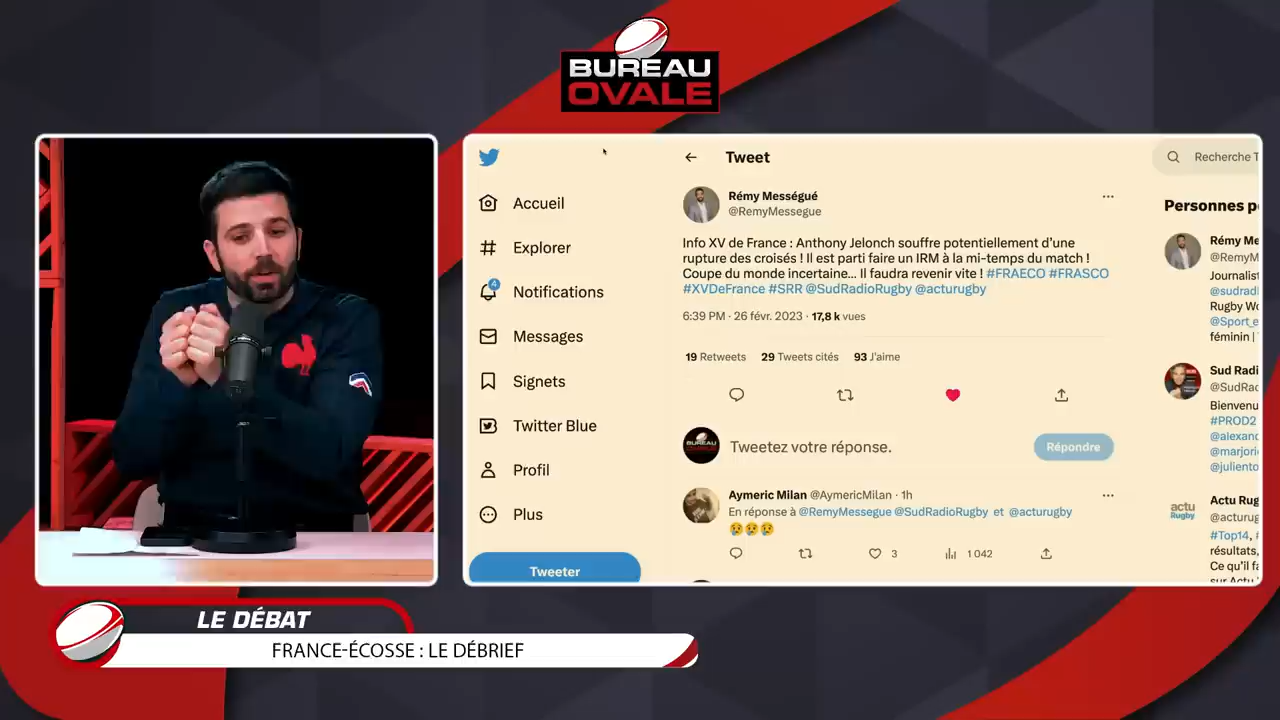 BUREAU
OVALE
Tweet
Recherche T
Accueil
Explorer
4
Notifications
Messages
Signets
Twitter Blue
Profil
Plus
Tweeter
Rémy Mességué
@RemyMessegue
Info XV de France : Anthony Jelonch souffre potentiellement d’une
rupture des croisés ! Il est parti faire un IRM à la mi-temps du match !
Coupe du monde incertaine… Il faudra revenir vite ! #FRAECO #FRASCO
#XVDeFrance #SRR @SudRadioRugby @acturugby
6:39 PM · 26 févr. 2023 · 17,8 k vues
19 Retweets 29 Tweets cités 93 J’aime
Tweetez votre réponse.
Répondre
Aymeric Milan @AymericMilan · 1h
En réponse à @RemyMessegue @SudRadioRugby et @acturugby
😢😢😢
3
1 042
Personnes p
Rémy Me
@RemyM
Journalist
@sudradi
Rugby Wo
@Sport_e
féminin |
Sud Radi
@SudRac
Bienvenu
#PROD2
@alexanc
@marjori
@juliento
actu
Rugby
Actu Rug
@acturug
#Top14,
résultats,
Ce qu’il fa
sur Actu
LE DÉBAT
FRANCE-ÉCOSSE : LE DÉBRIEF